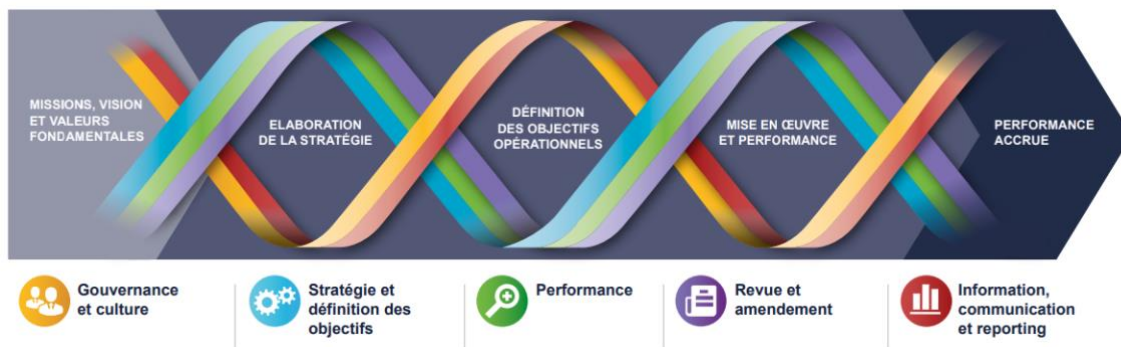 MISSIONS, VISION
ET VALEURS
FONDAMENTALES
ELABORATION
DE LA STRATÉGIE
DÉFINITION
DES OBJECTIFS
OPÉRATIONNELS
MISE EN ŒUVRE
ET PERFORMANCE
PERFORMANCE
ACCRUE
Gouvernance
et culture
Stratégie et
définition des
objectifs
Performance
Revue et
amendement
Information,
communication
et reporting